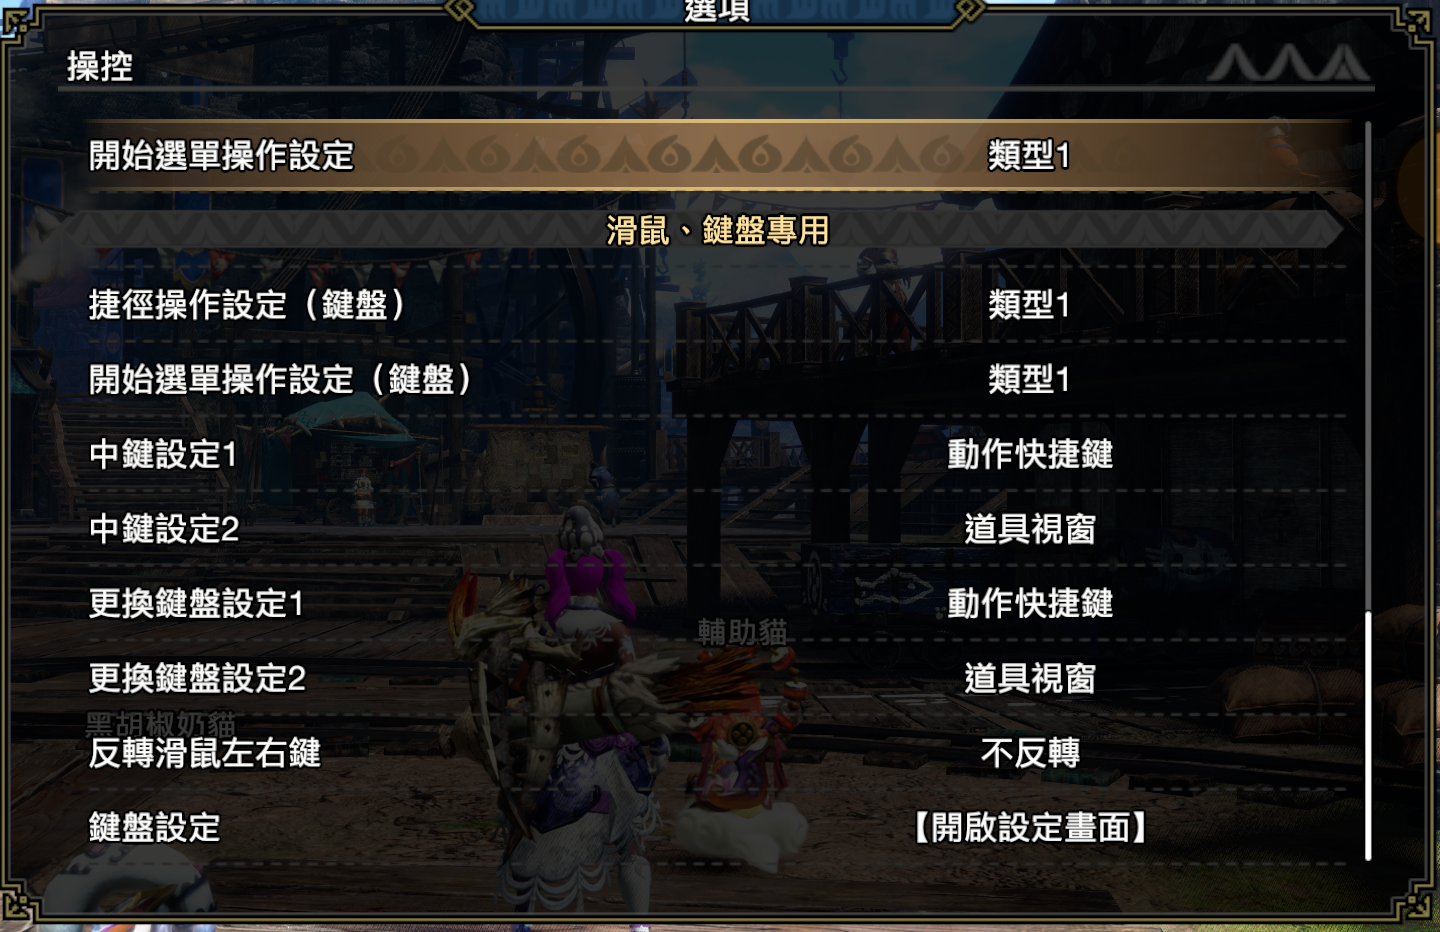 選項
操控
開始選單操作設定 類型1
滑鼠、鍵盤專用
捷徑操作設定（鍵盤） 類型1
開始選單操作設定（鍵盤） 類型1
中鍵設定1 動作快捷鍵
中鍵設定2 道具視窗
更換鍵盤設定1 動作快捷鍵
輔助貓
更換鍵盤設定2 道具視窗
黑胡椒奶貓
反轉滑鼠左右鍵 不反轉
鍵盤設定 【開啟設定畫面】